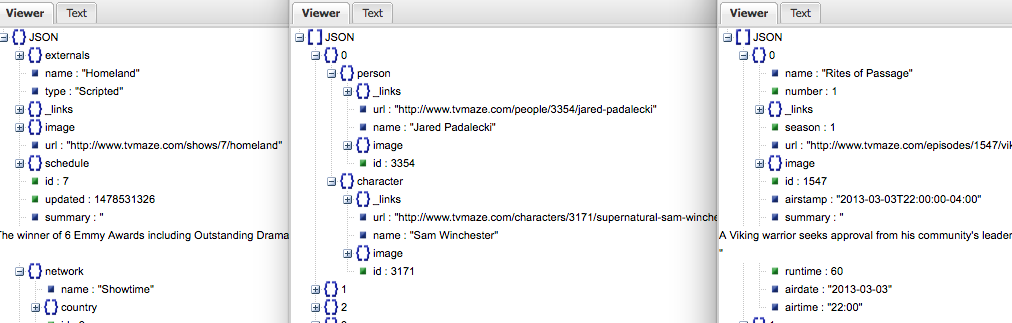 Viewer Text
JSON
externals
name : "Homeland"
type : "Scripted"
_links
image
url : "http://www.tvmaze.com/shows/7/homeland"
schedule
id : 7
updated : 1478531326
summary : "
The winner of 6 Emmy Awards including Outstanding Drama
network
name : "Showtime"
country
Viewer Text
JSON
0
person
_links
url : "http://www.tvmaze.com/people/3354/jared-padalecki"
name : "Jared Padalecki"
image
id : 3354
character
_links
url : "http://www.tvmaze.com/characters/3171/supernatural-sam-winche
name : "Sam Winchester"
image
id : 3171
1
2
Viewer Text
JSON
0
name : "Rites of Passage"
number : 1
_links
season : 1
url : "http://www.tvmaze.com/episodes/1547/vik
image
id : 1547
airstamp : "2013-03-03T22:00:00-04:00"
summary : "
A Viking warrior seeks approval from his community's leader
"
runtime : 60
airdate : "2013-03-03"
airtime : "22:00"